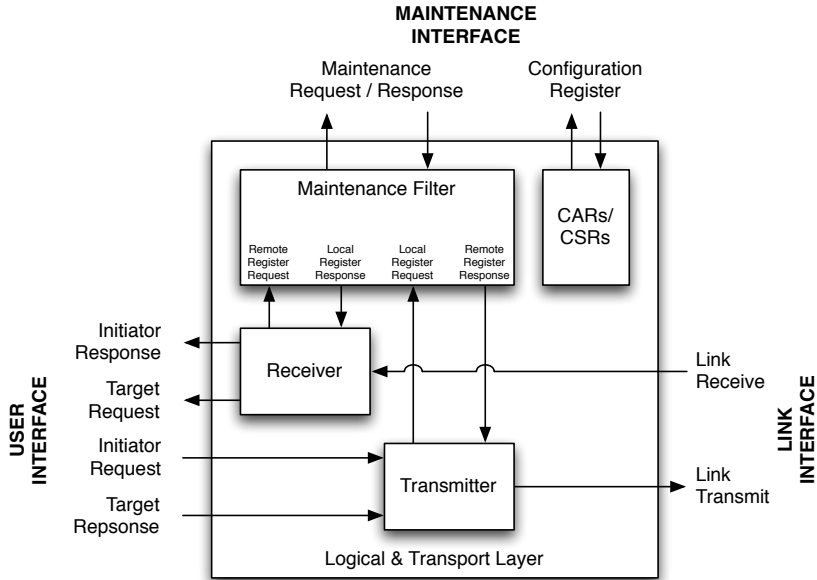 MAINTENANCE
INTERFACE
Maintenance
Request / Response
Configuration
Register
Maintenance Filter
CARs/
CSRs
Remote
Register
Request
Local
Register
Response
Local
Register
Request
Remote
Register
Response
Initiator
Response
Target
Request
Initiator
Request
Target
Repsonse
USER
INTERFACE
Receiver
Transmitter
Link
Receive
Link
Transmit
LINK
INTERFACE
Logical & Transport Layer